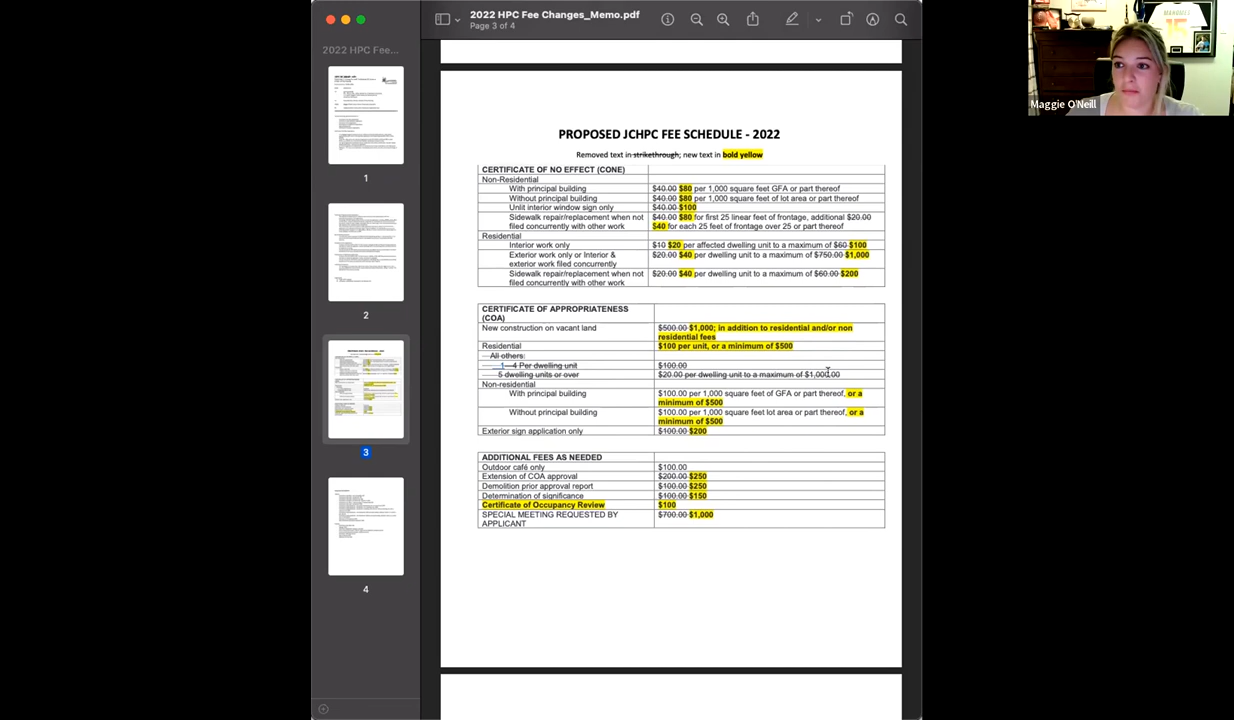 2022 HPC Fee Changes_Memo.pdf
Page 3 of 4
2022 HPC Fee...
1
2
3
4
Maggie O'Neill
PROPOSED JCHPC FEE SCHEDULE - 2022
Removed text in strikethrough; new text in bold yellow
CERTIFICATE OF NO EFFECT (CONE)
Non-Residential
With principal building $40.00 $80 per 1,000 square feet GFA or part thereof
Without principal building $40.00 $80 per 1,000 square feet of lot area or part thereof
Unlit interior window sign only $40.00 $100
Sidewalk repair/replacement when not $40.00 $80 for first 25 linear feet of frontage, additional $20.00
filed concurrently with other work $40 for each 25 feet of frontage over 25 or part thereof
Residential
Interior work only $10 $20 per affected dwelling unit to a maximum of $60 $100
Exterior work only or Interior & $20.00 $40 per dwelling unit to a maximum of $750.00 $1,000
exterior work filed concurrently
Sidewalk repair/replacement when not $20.00 $40 per dwelling unit to a maximum of $60.00 $200
filed concurrently with other work
CERTIFICATE OF APPROPRIATENESS
(COA)
New construction on vacant land $500.00 $1,000; in addition to residential and/or non
residential fees
Residential $100 per unit, or a minimum of $500
All others:
1—4 Per dwelling unit $100.00
5 dwelling units or over $20.00 per dwelling unit to a maximum of $1,000.00
Non-residential
With principal building $100.00 per 1,000 square feet of GFA or part thereof, or a
minimum of $500
Without principal building $100.00 per 1,000 square feet lot area or part thereof, or a
minimum of $500
Exterior sign application only $100.00 $200
ADDITIONAL FEES AS NEEDED
Outdoor café only $100.00
Extension of COA approval $200.00 $250
Demolition prior approval report $100.00 $250
Determination of significance $100.00 $150
Certificate of Occupancy Review $100
SPECIAL MEETING REQUESTED BY $700.00 $1,000
APPLICANT